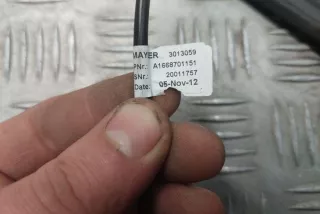 MAYER 3013059
PNr.: A1668701151
SNr.: 20011757
Date: 05-Nov-12